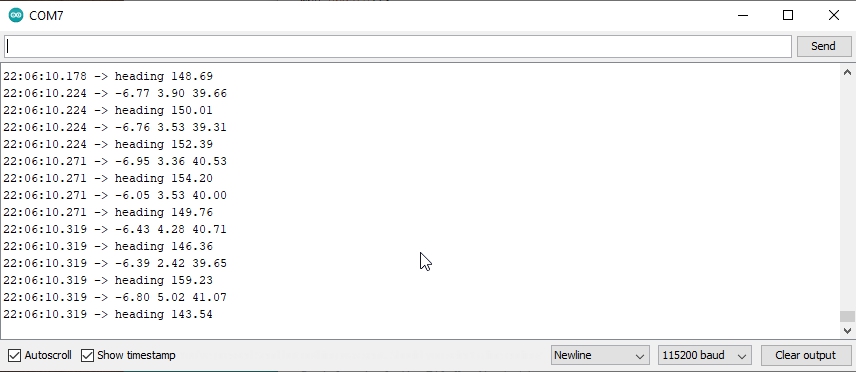 COM7
Send
22:06:10.178 -> heading 148.69
22:06:10.224 -> -6.77 3.90 39.66
22:06:10.224 -> heading 150.01
22:06:10.224 -> -6.76 3.53 39.31
22:06:10.224 -> heading 152.39
22:06:10.271 -> -6.95 3.36 40.53
22:06:10.271 -> heading 154.20
22:06:10.271 -> -6.05 3.53 40.00
22:06:10.271 -> heading 149.76
22:06:10.319 -> -6.43 4.28 40.71
22:06:10.319 -> heading 146.36
22:06:10.319 -> -6.39 2.42 39.65
22:06:10.319 -> heading 159.23
22:06:10.319 -> -6.80 5.02 41.07
22:06:10.319 -> heading 143.54
Autoscroll Show timestamp Newline 115200 baud Clear output